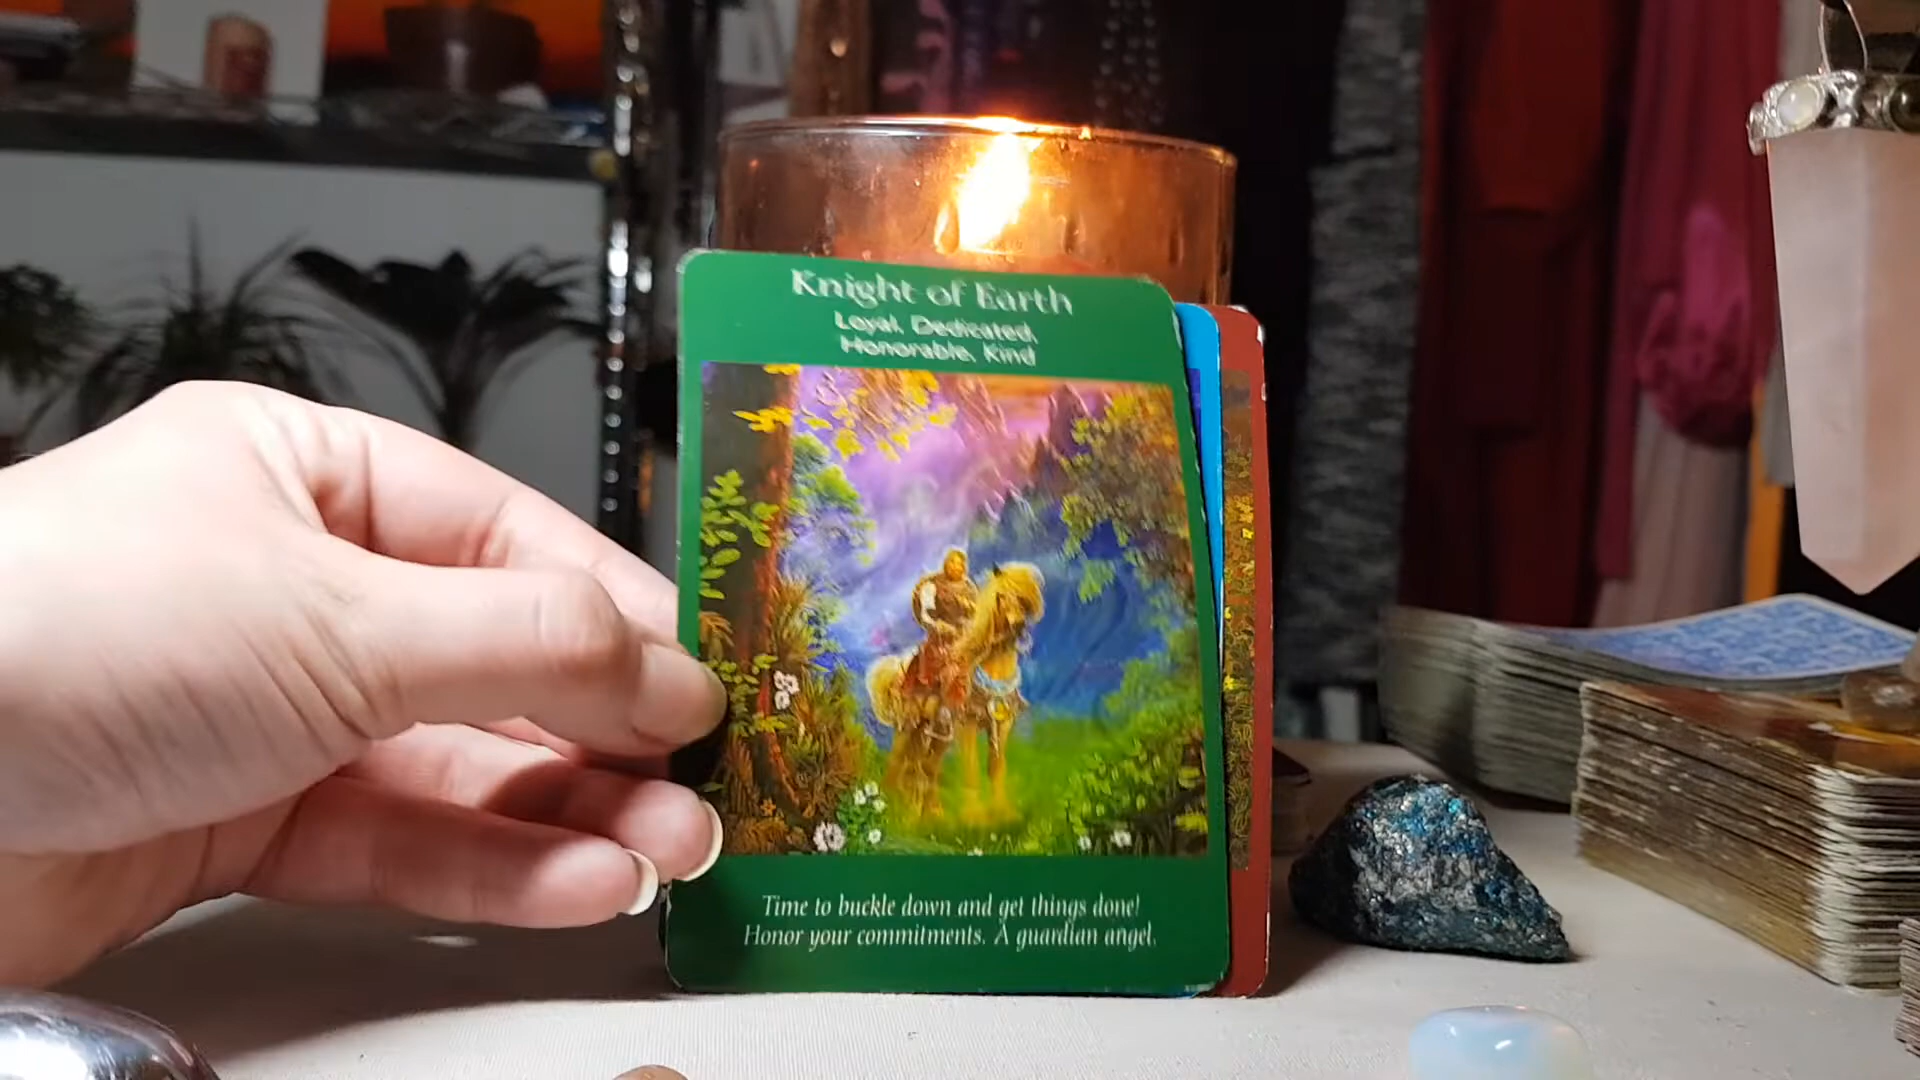 Knight of Earth
Loyal, Dedicated,
Honorable, Kind
Time to buckle down and get things done!
Honor your commitments. A guardian angel.